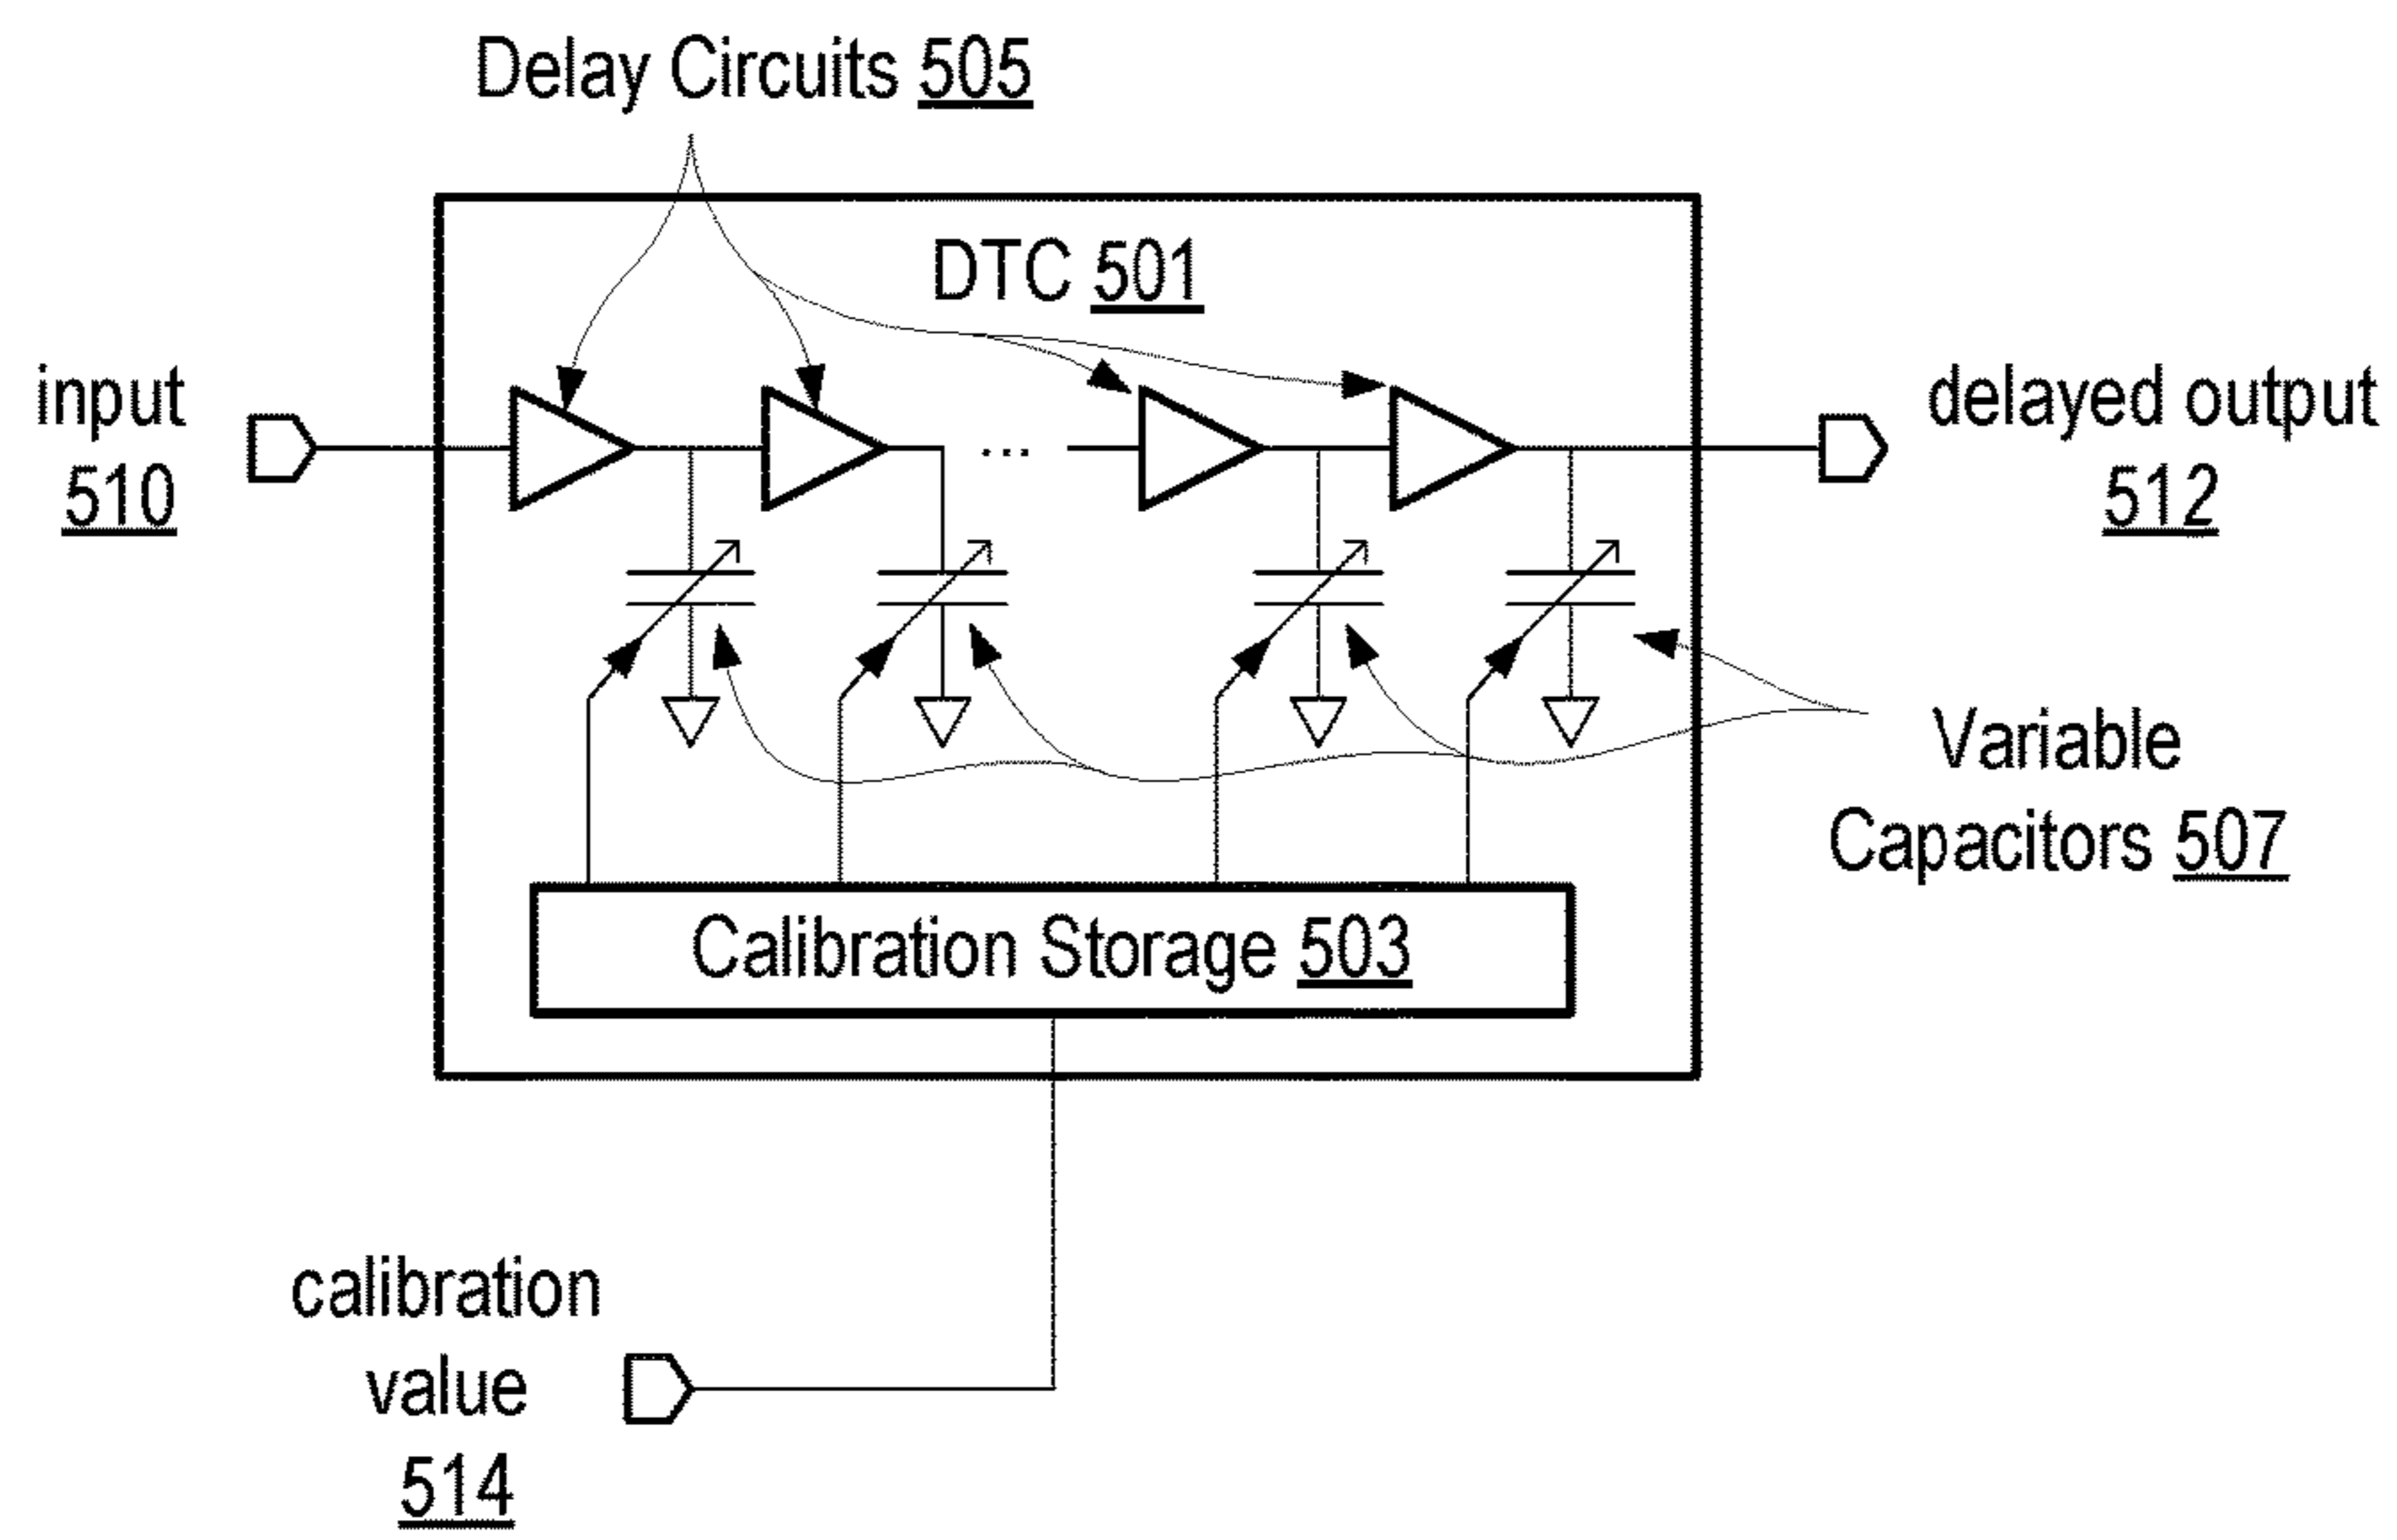 Delay Circuits 505
DTC 501
input
510
...
delayed output
512
Variable
Capacitors 507
Calibration Storage 503
calibration
value
514